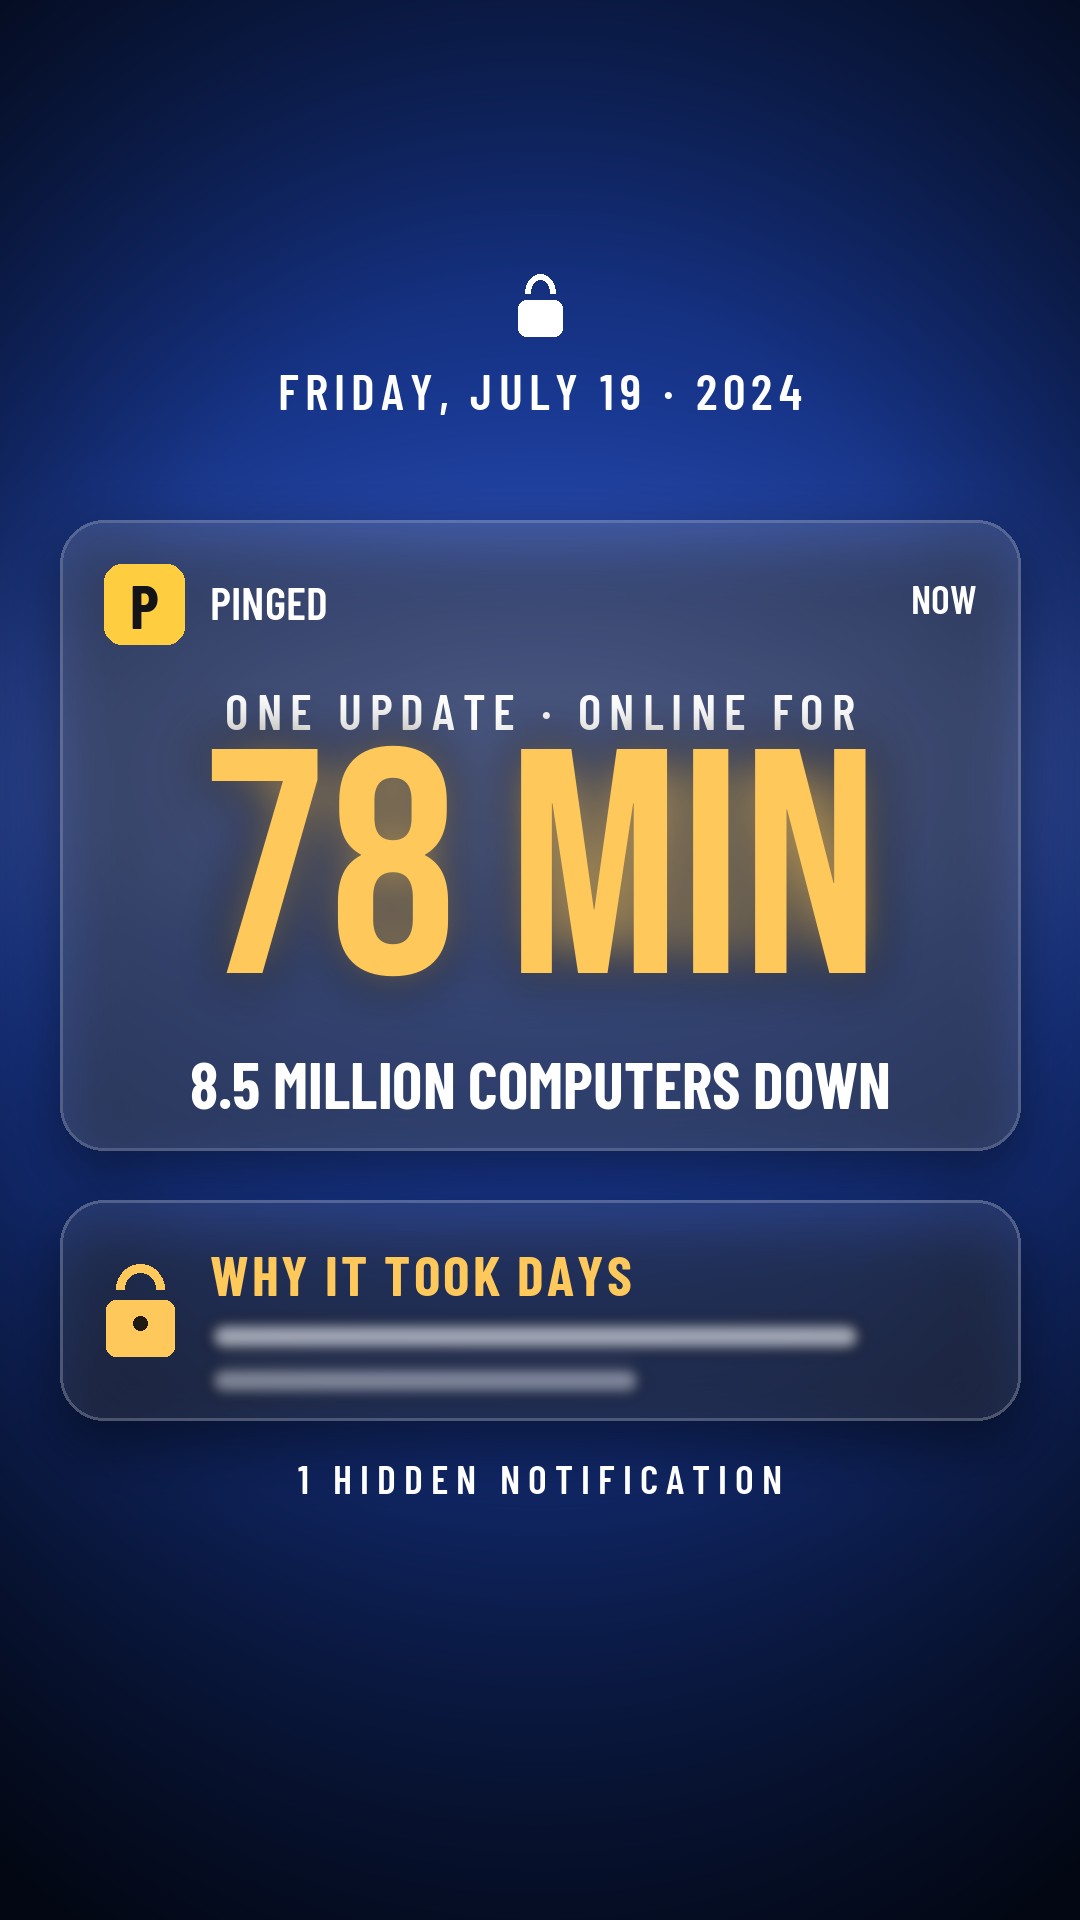 FRIDAY, JULY 19 · 2024
P PINGED NOW
ONE UPDATE · ONLINE FOR
78 MIN
8.5 MILLION COMPUTERS DOWN
WHY IT TOOK DAYS
1 HIDDEN NOTIFICATION